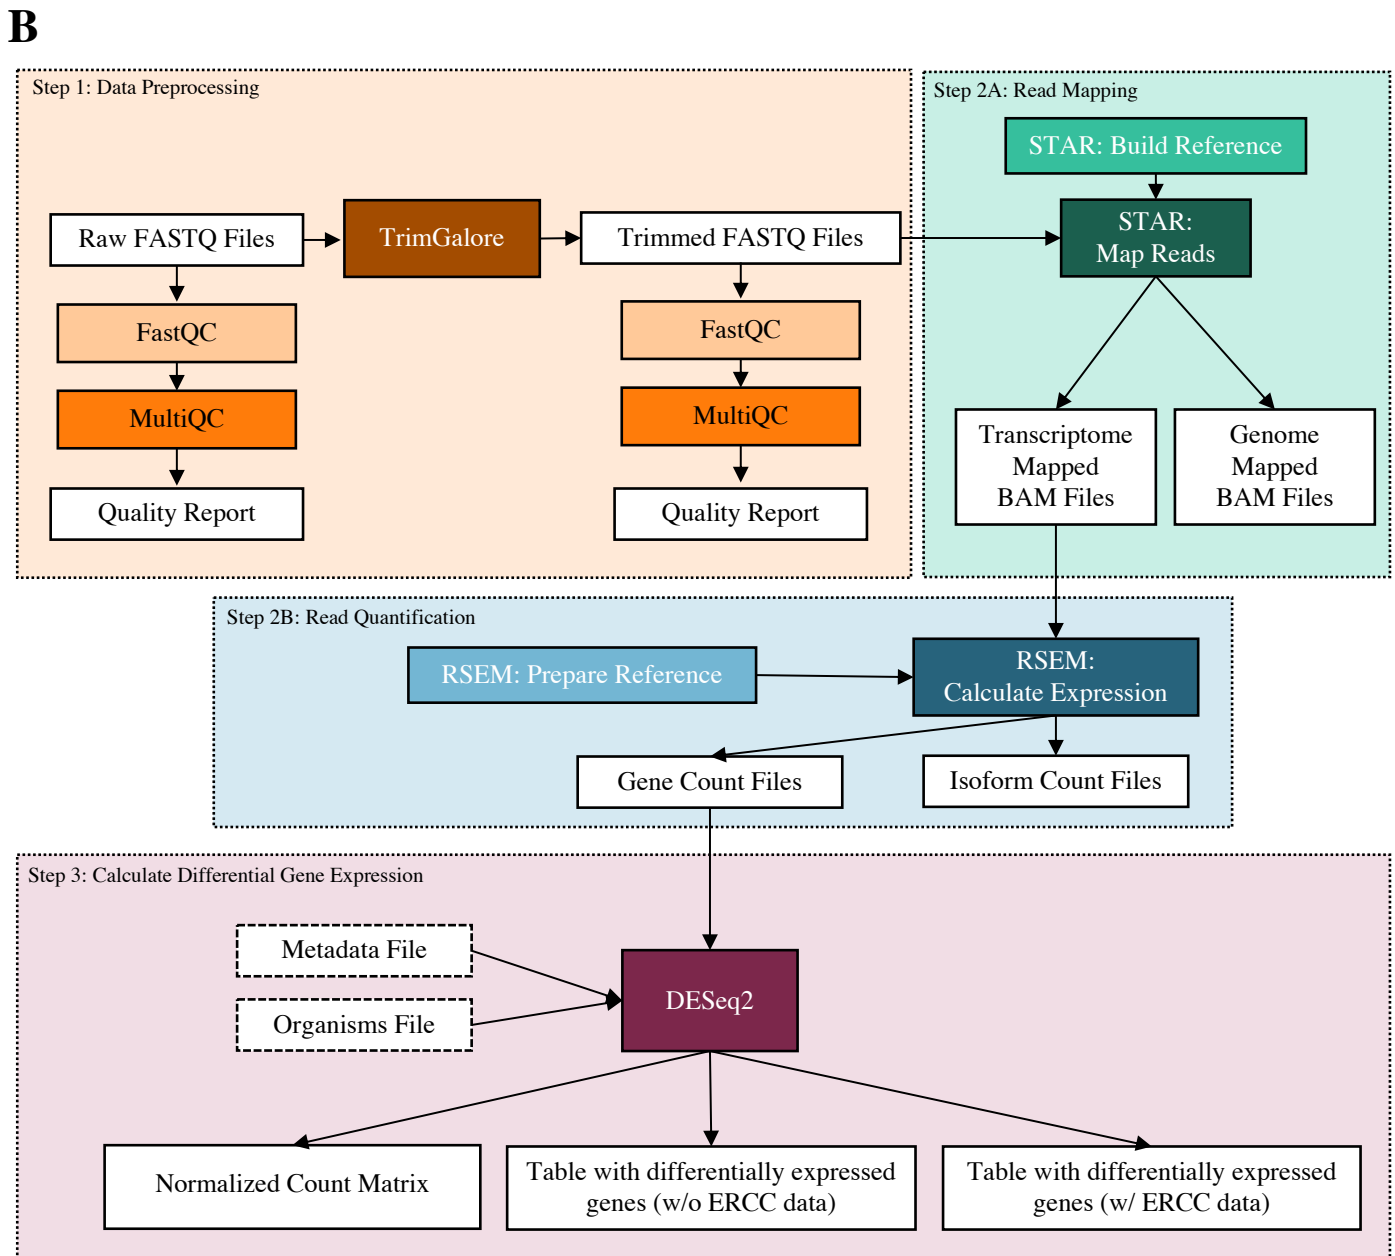 B
Step 1: Data Preprocessing
Raw FASTQ Files
TrimGalore
Trimmed FASTQ Files
FastQC
MultiQC
Quality Report
FastQC
MultiQC
Quality Report
Step 2A: Read Mapping
STAR: Build Reference
STAR:
Map Reads
Transcriptome
Mapped
BAM Files
Genome
Mapped
BAM Files
Step 2B: Read Quantification
RSEM: Prepare Reference
RSEM:
Calculate Expression
Gene Count Files
Isoform Count Files
Step 3: Calculate Differential Gene Expression
Metadata File
Organisms File
DESeq2
Normalized Count Matrix
Table with differentially expressed
genes (w/o ERCC data)
Table with differentially expressed
genes (w/ ERCC data)